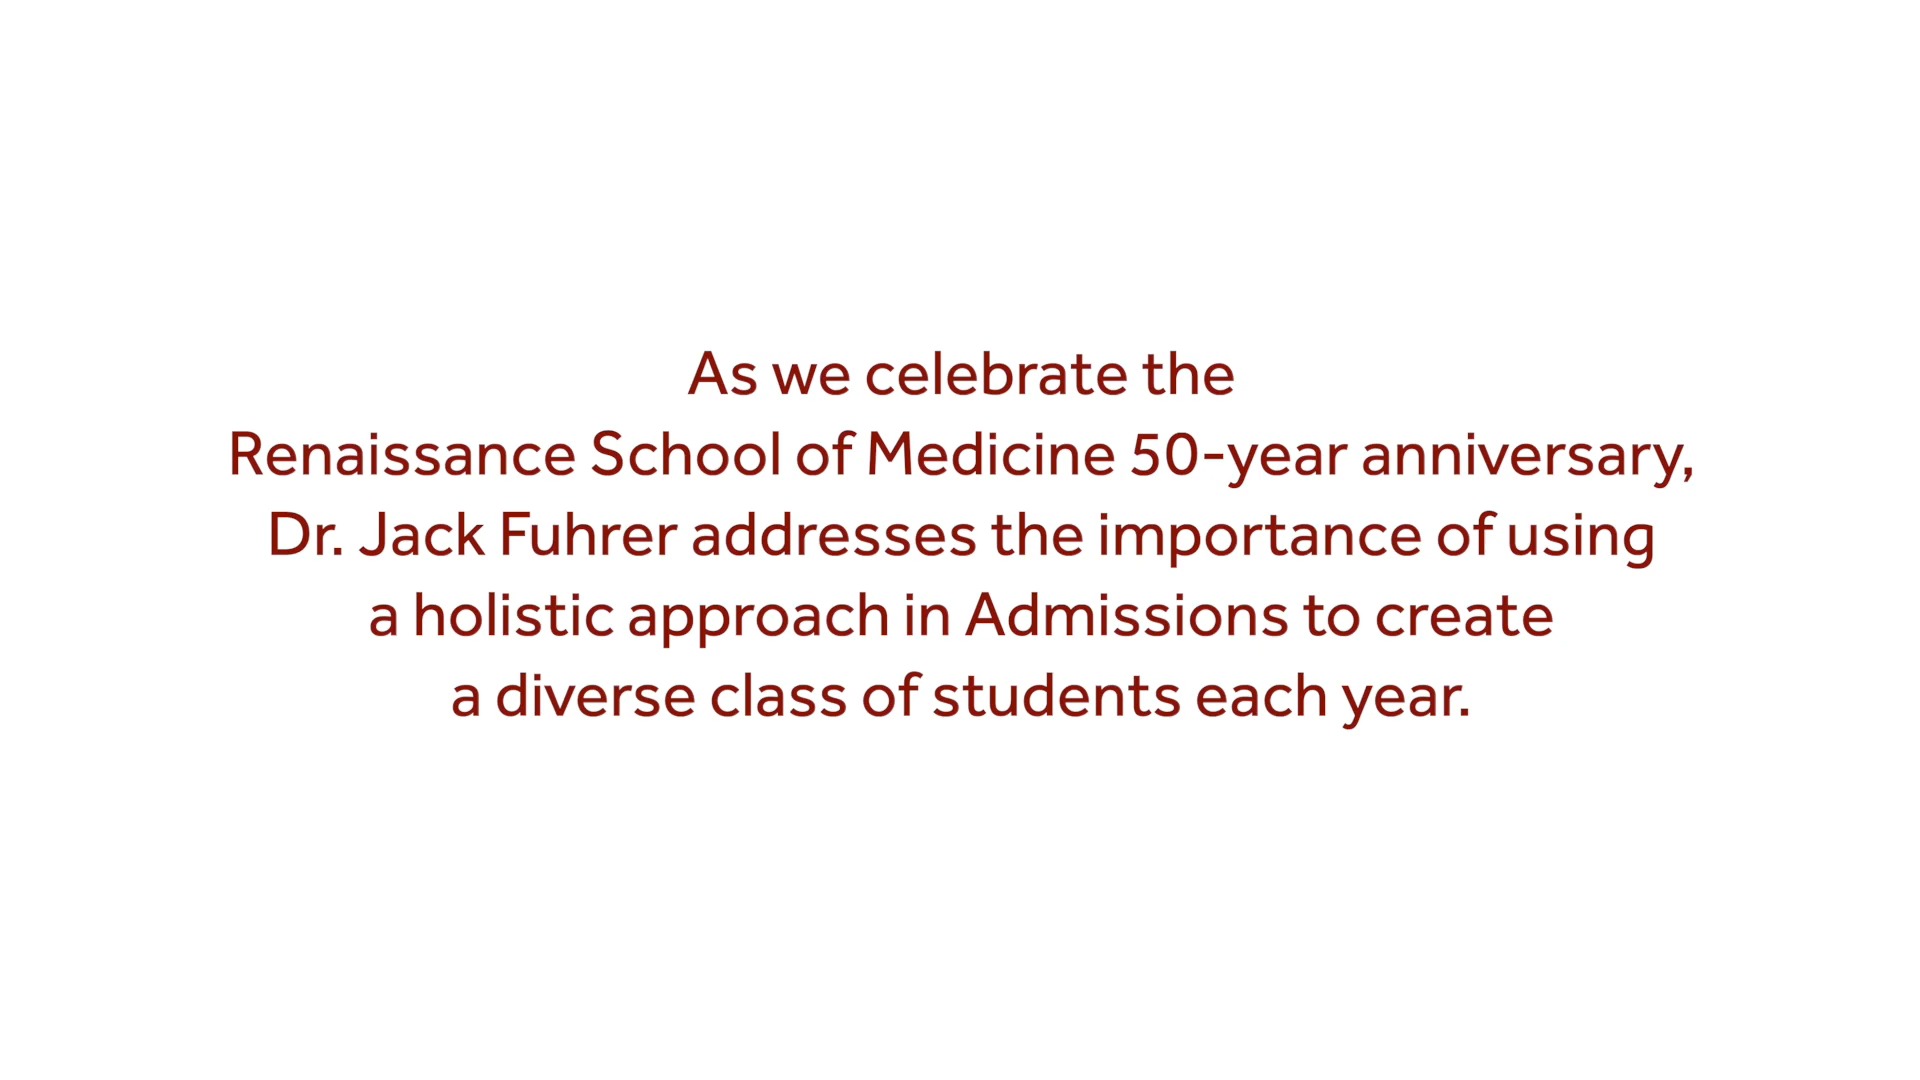 As we celebrate the
Renaissance School of Medicine 50-year anniversary,
Dr. Jack Fuhrer addresses the importance of using
a holistic approach in Admissions to create
a diverse class of students each year.